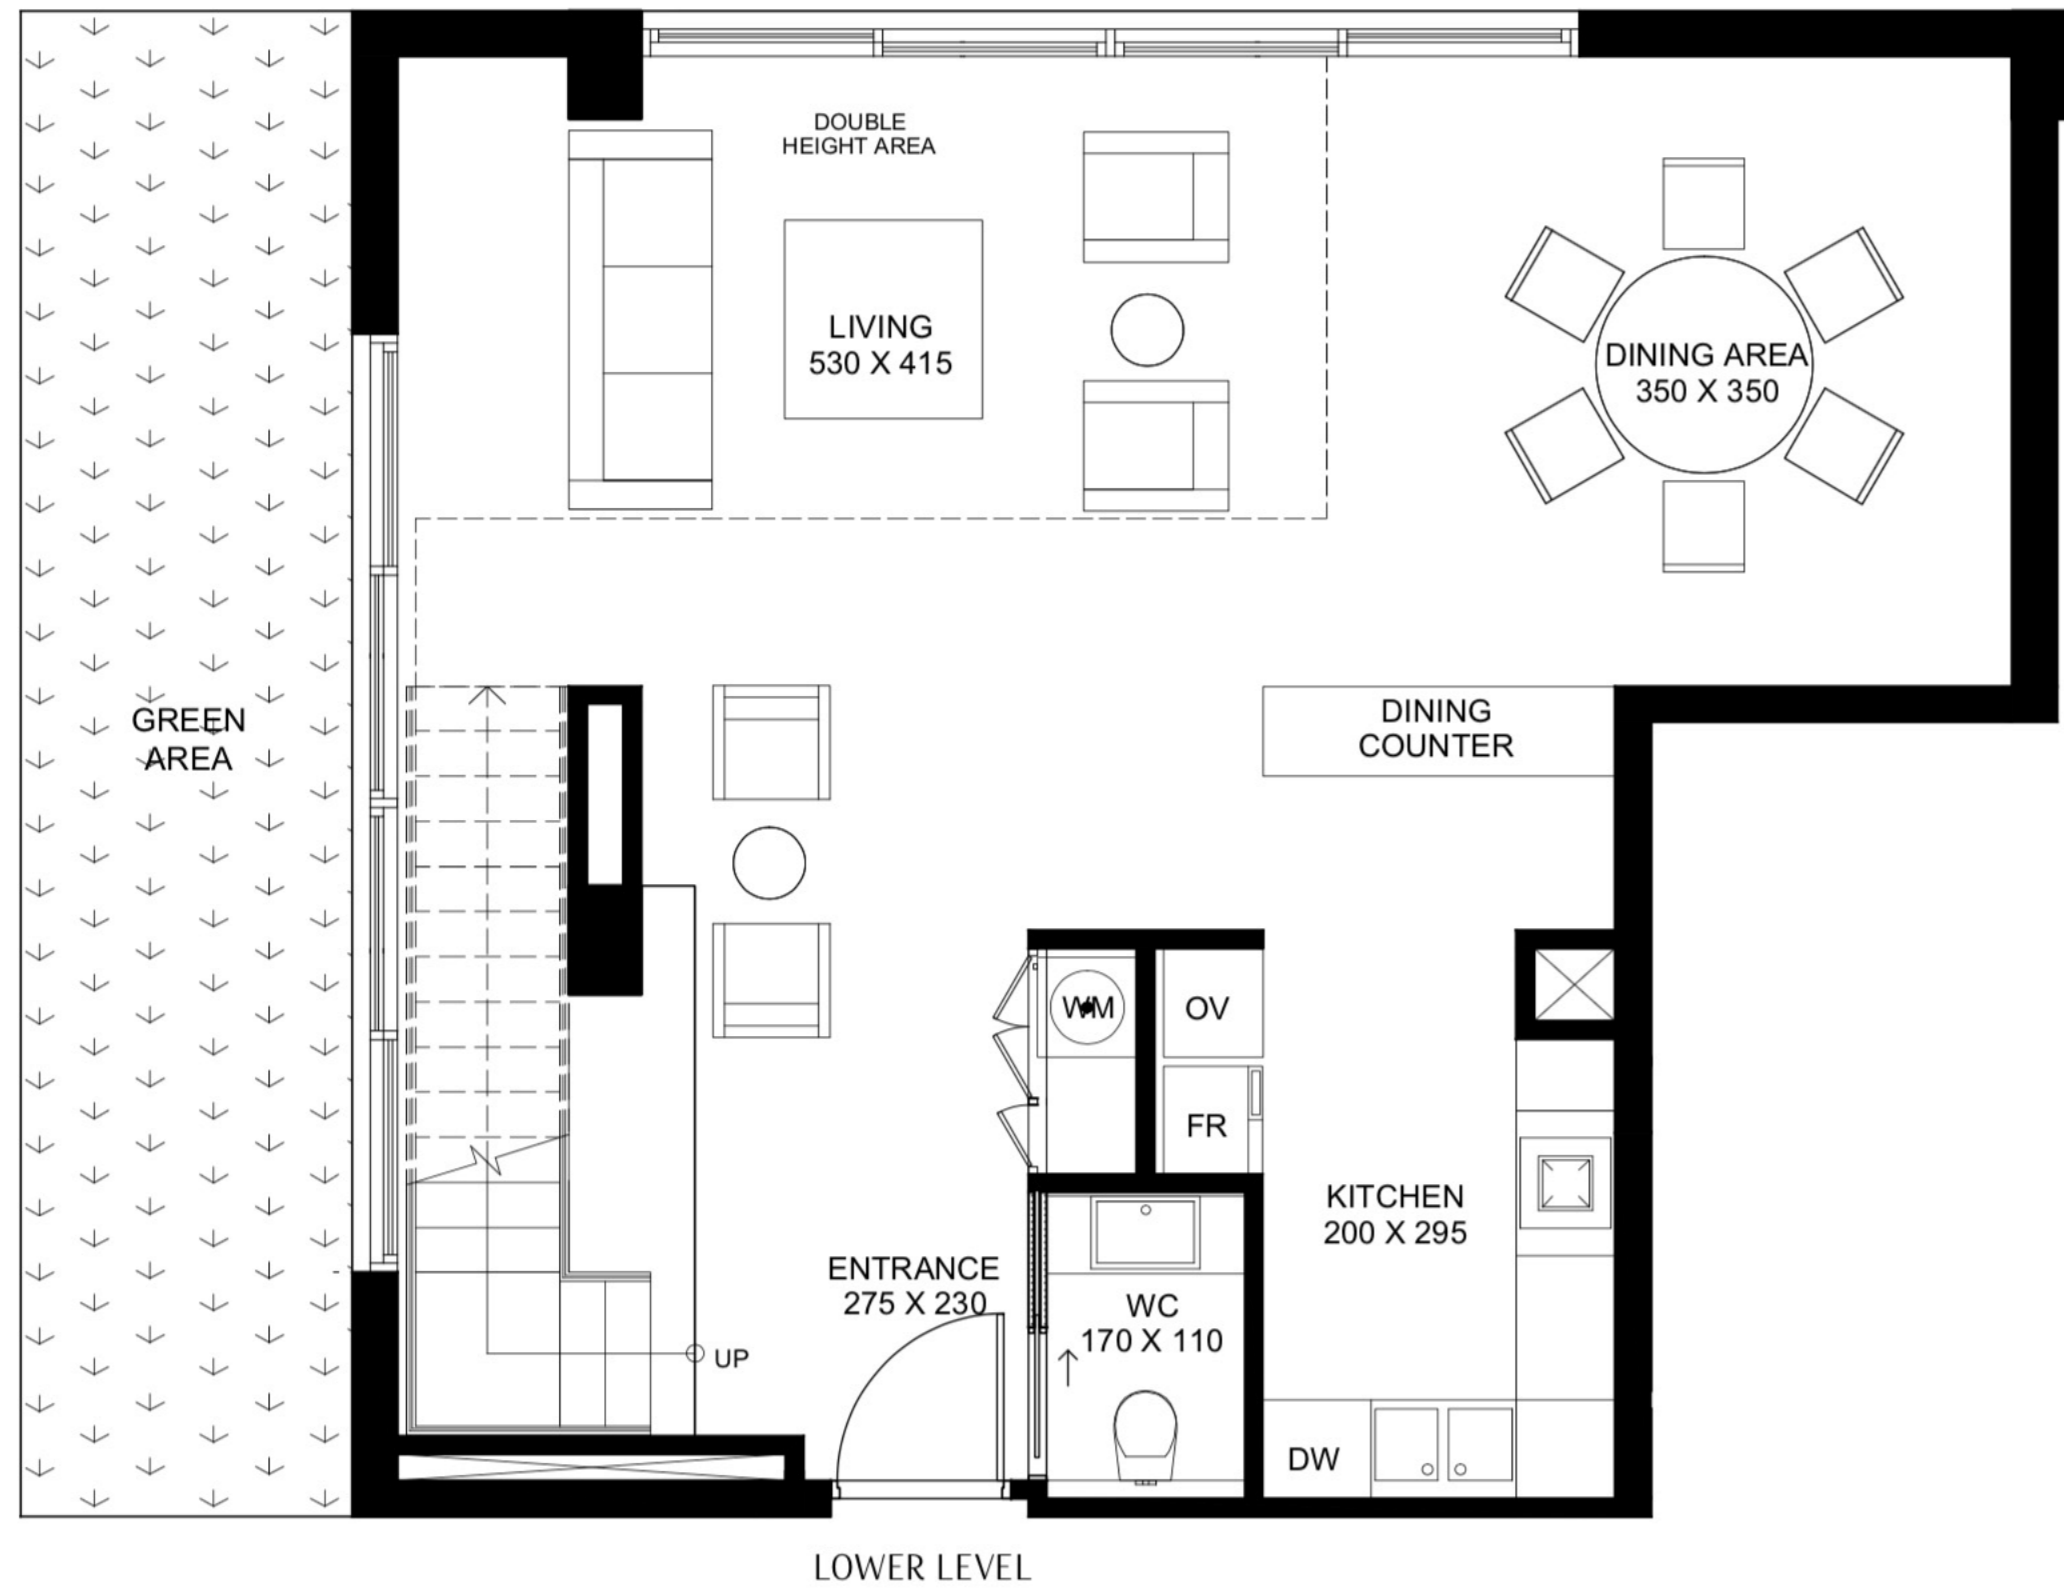 DOUBLE
HEIGHT AREA
LIVING
530 X 415
DINING AREA
350 X 350
GREEN
AREA
DINING
COUNTER
WM
OV
FR
KITCHEN
200 X 295
ENTRANCE
275 X 230
WC
170 X 110
UP
DW
LOWER LEVEL